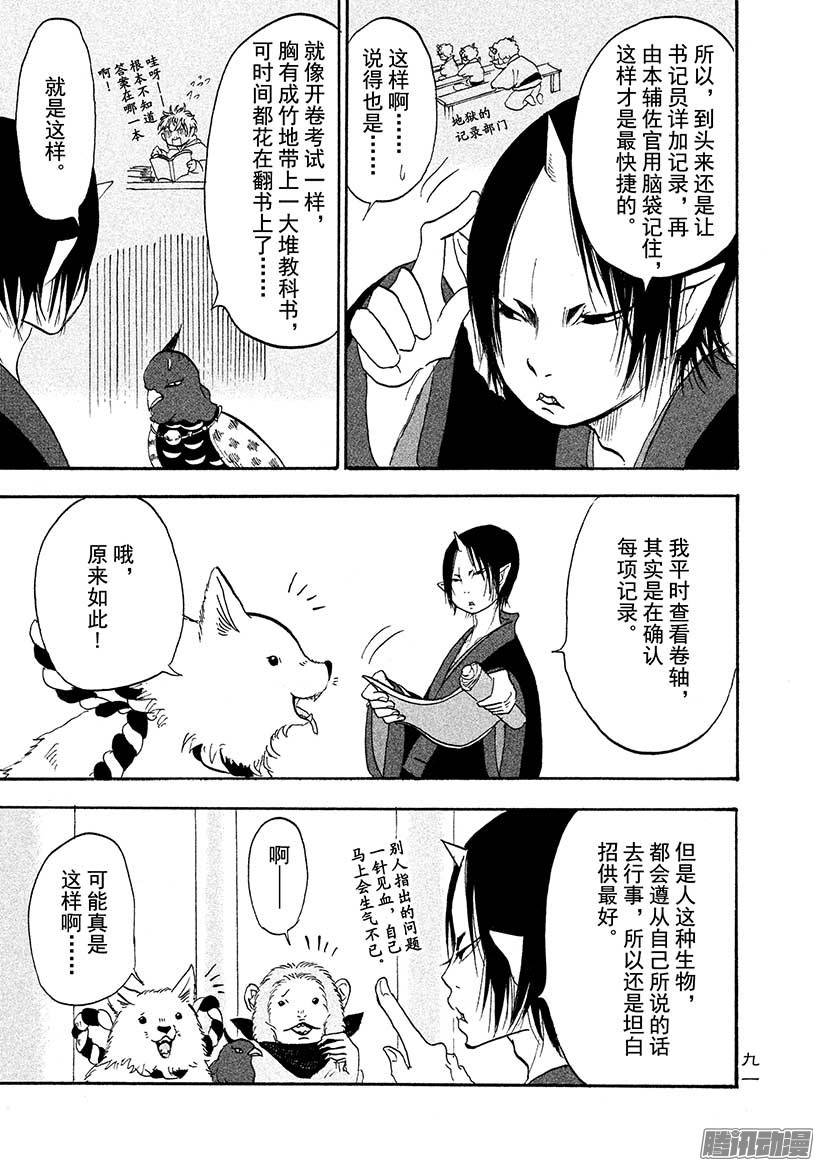 所以，到头来还是让
书记员详加记录，再
由本辅佐官用脑袋记住，
这样才是最快捷的。
地狱的
记录部门
这样啊……
说得也是……
就像开卷考试一样，
胸有成竹地带上一大堆教科书，
可时间都花在翻书上了……
哇呀——
根本不知道
答案在哪一本
啊！
就是这样。
我平时查看卷轴，
其实是在确认
每项记录。
哦，
原来如此！
但是人这种生物，
都会遵从自己所说的话
去行事，所以还是坦白
招供最好。
别人指出的问题
一针见血，自己
马上会生气不已。
啊——
可能真是
这样啊……
九一
腾讯动漫